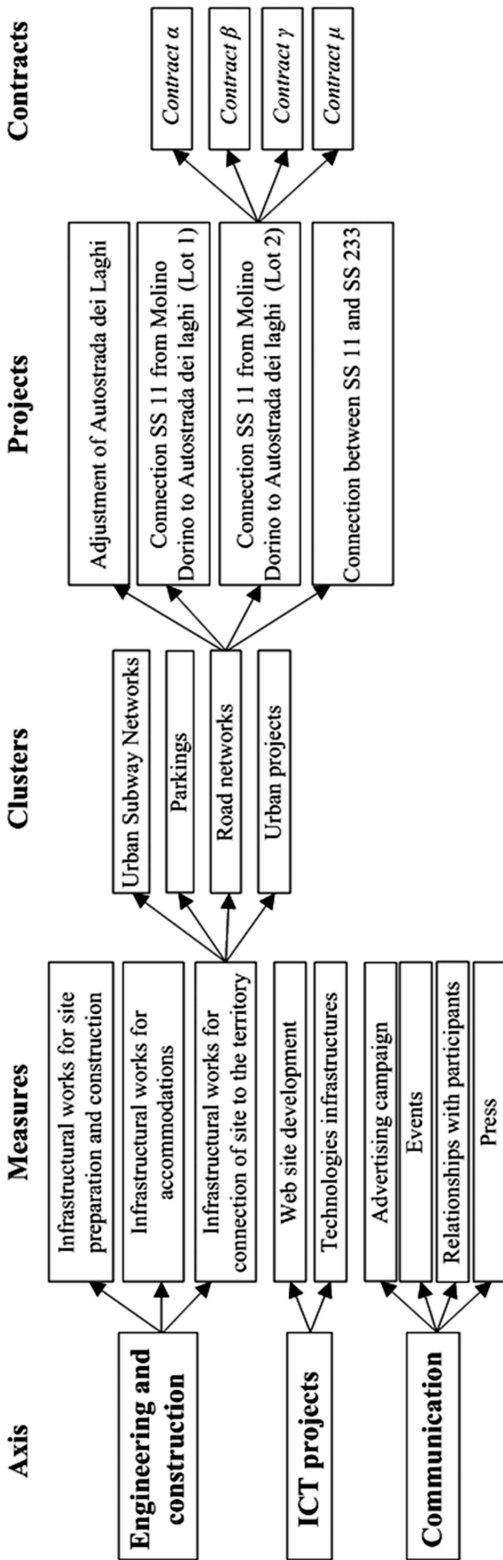 Axis
Measures
Clusters
Projects
Contracts
Engineering and
construction
ICT projects
Communication
Infrastructural works for site
preparation and construction
Infrastructural works for
accommodations
Infrastructural works for
connection of site to the territory
Web site development
Technologies infrastructures
Advertising campaign
Events
Relationships with participants
Press
Urban Subway Networks
Parkings
Road networks
Urban projects
Adjustment of Autostrada dei Laghi
Connection SS 11 from Molino
Dorino to Autostrada dei laghi (Lot 1)
Connection SS 11 from Molino
Dorino to Autostrada dei laghi (Lot 2)
Connection between SS 11 and SS 233
Contract α
Contract β
Contract γ
Contract μ